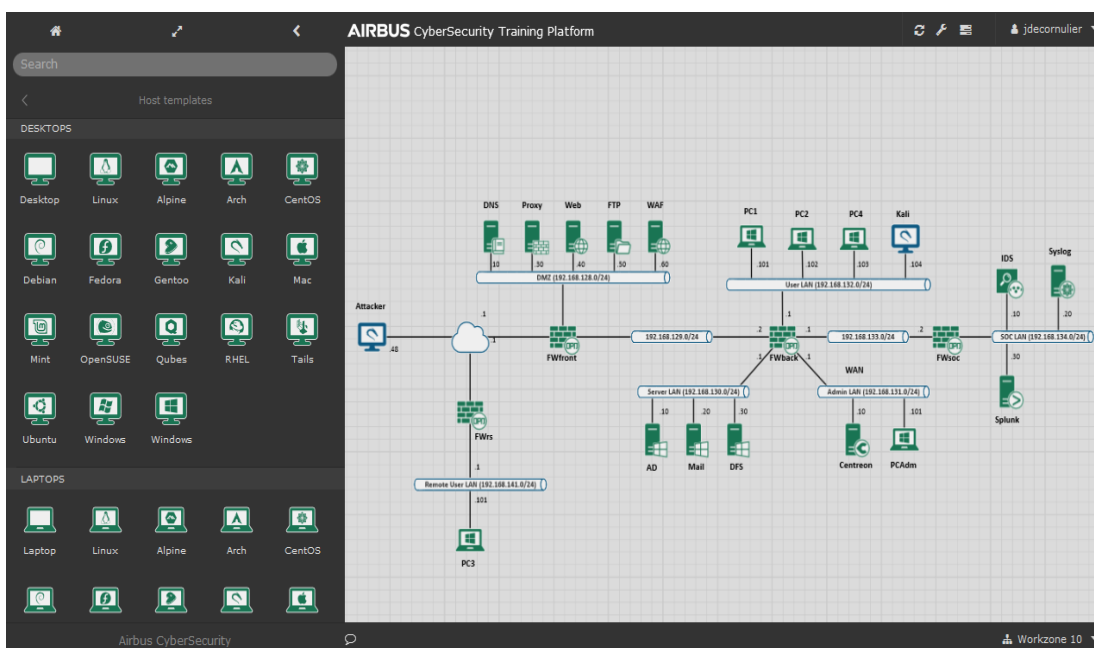 AIRBUS CyberSecurity Training Platform
jdecornulier
Search
Host templates
DESKTOPS
Desktop Linux Alpine Arch CentOS
Debian Fedora Gentoo Kali Mac
Mint OpenSUSE Qubes RHEL Tails
Ubuntu Windows Windows
LAPTOPS
Laptop Linux Alpine Arch CentOS
Airbus CyberSecurity
DNS Proxy Web FTP WAF
.10 .30 .40 .50 .60
DMZ (192.168.128.0/24)
PC1 PC2 PC4 Kali
.101 .102 .103 .104
User LAN (192.168.132.0/24)
IDS Syslog
.10 .20
Attacker
.1 .1
.1 .2 .1 .2
192.168.129.0/24
192.168.133.0/24
SOC LAN (192.168.134.0/24)
FWfront FWback FWsoc
.1 .1
.30
WAN
Server LAN (192.168.130.0/24)
Admin LAN (192.168.131.0/24)
.10 .20 .30 .10 .101
Splunk
FWrs
AD Mail DFS Centreon PCAdm
.1
Remote User LAN (192.168.141.0/24)
.101
PC3
Workzone 10